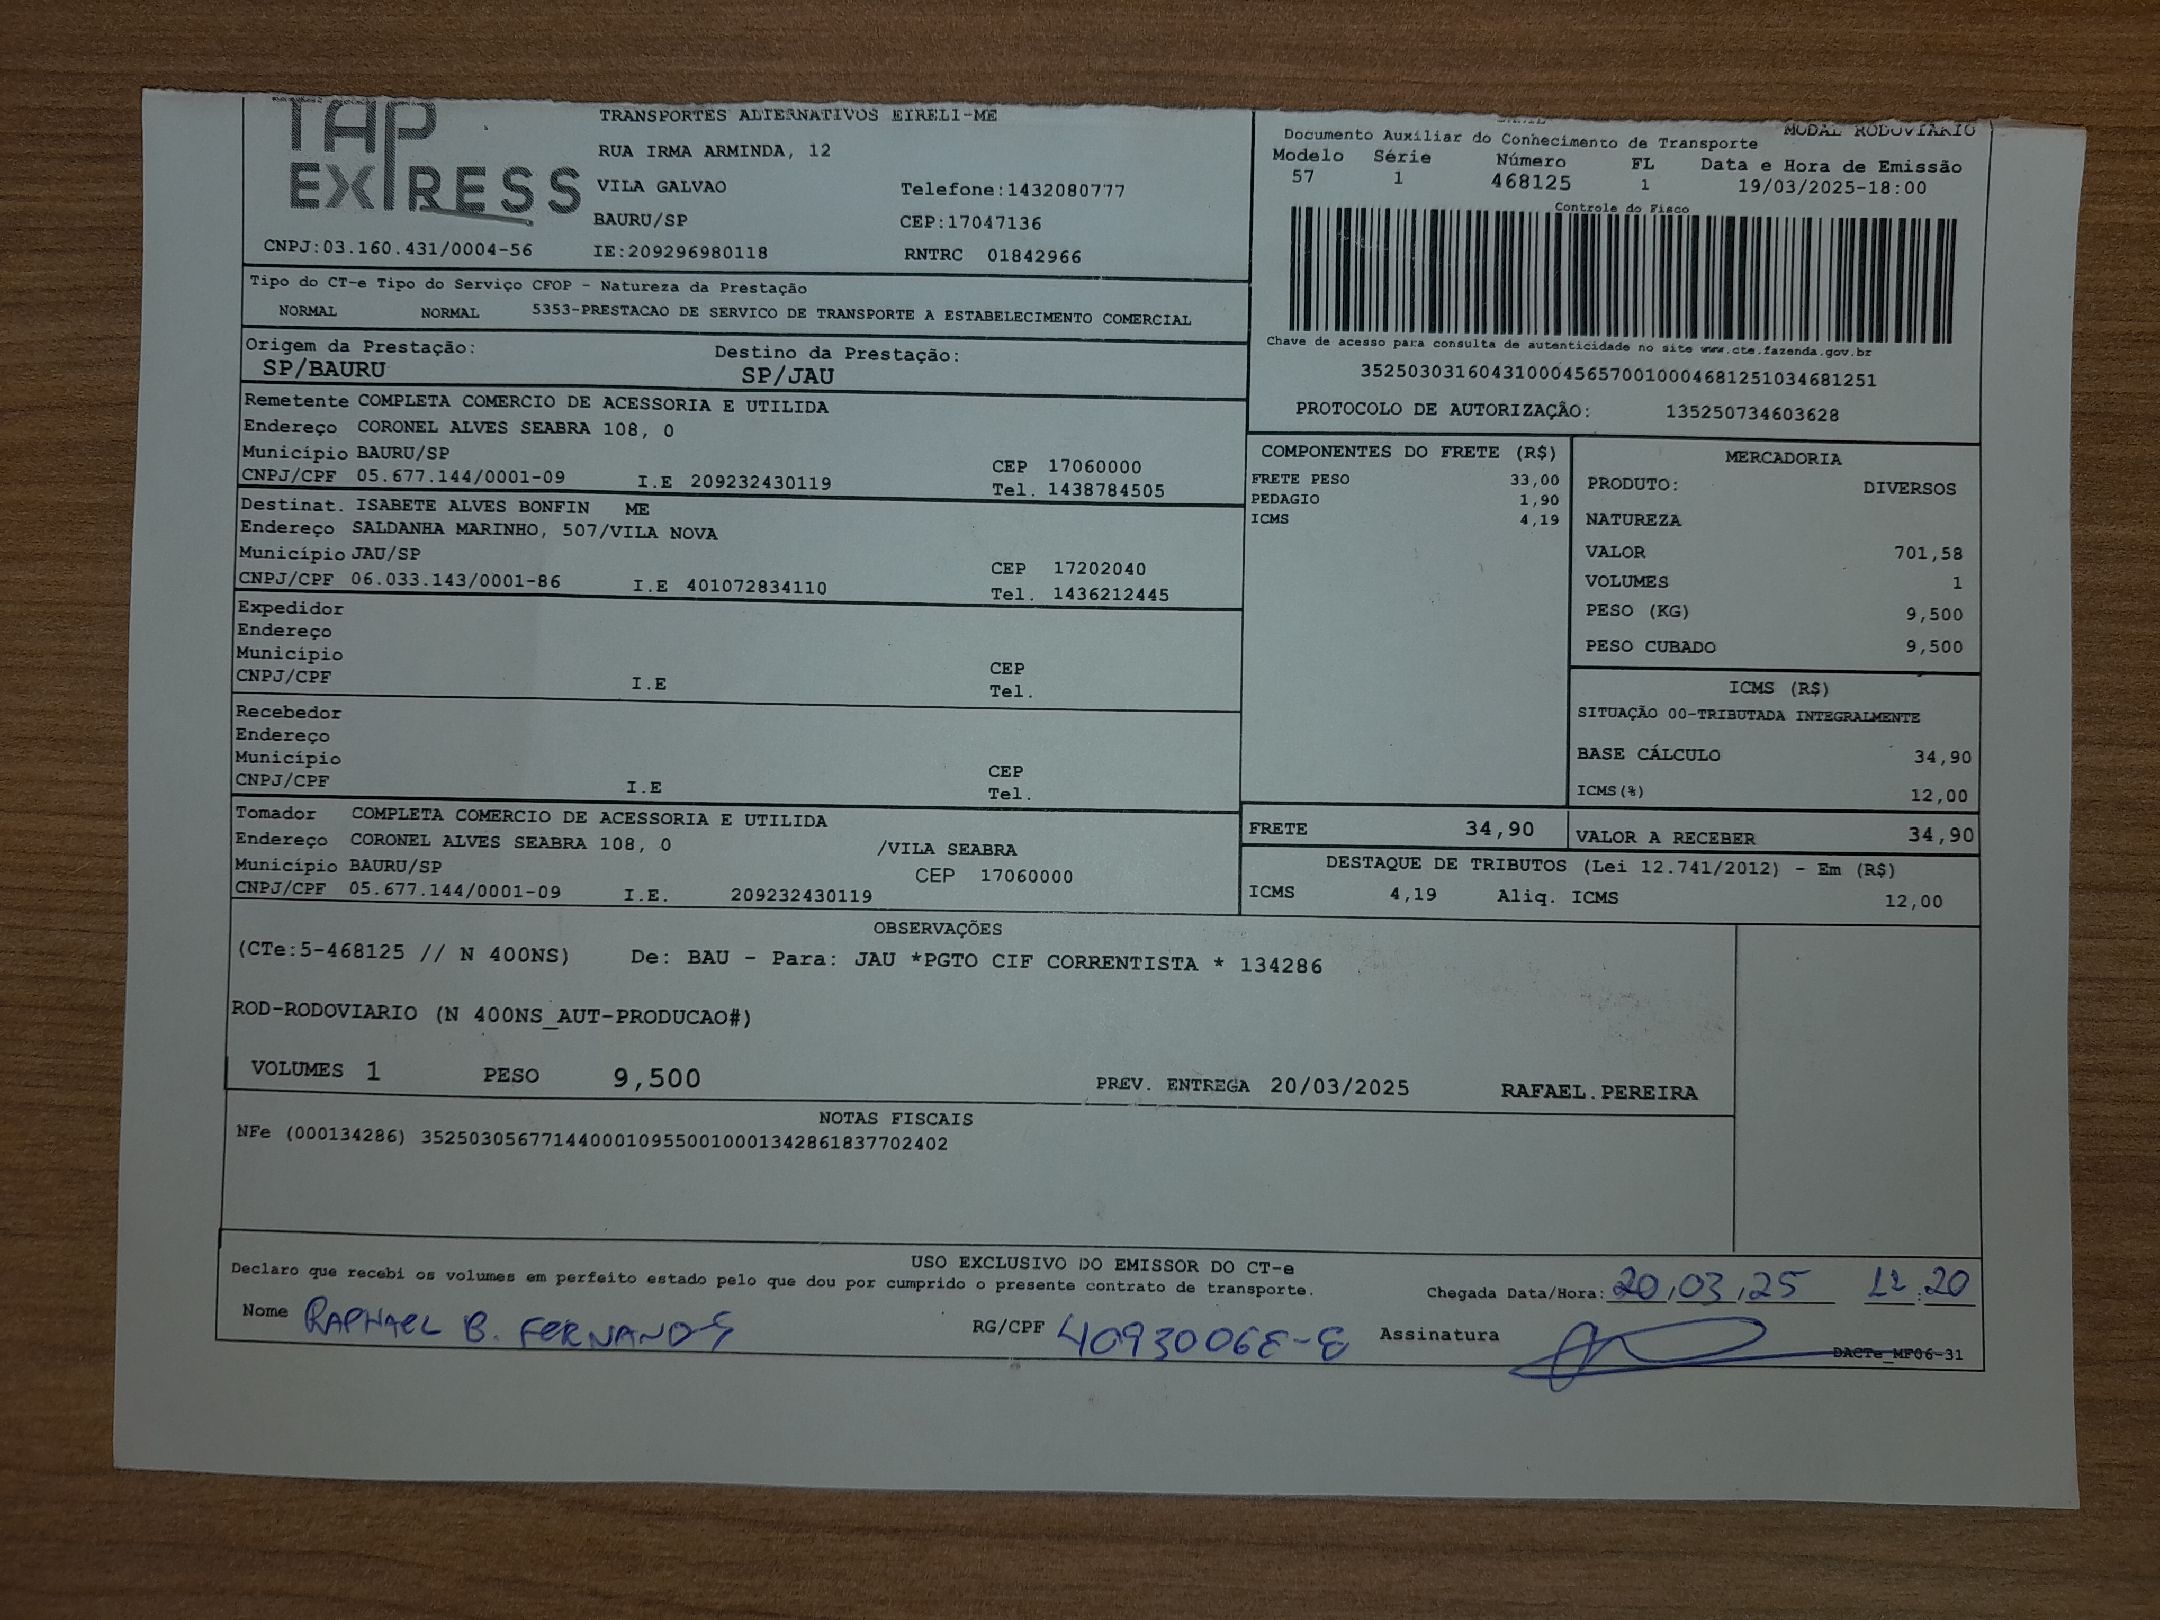 TAP
EXPRESS
TRANSPORTES ALTERNATIVOS EIRELI-ME
RUA IRMA ARMINDA, 12
VILA GALVAO Telefone:1432080777
BAURU/SP CEP:17047136
CNPJ:03.160.431/0004-56 IE:209296980118 RNTRC 01842966
MODAL RODOVIARIO
Documento Auxiliar do Conhecimento de Transporte
Modelo Série Número FL Data e Hora de Emissão
57 1 468125 1 19/03/2025-18:00
Controle do Fisco
Chave de acesso para consulta de autenticidade no site www.cte.fazenda.gov.br
35250303160431000456570010004681251034681251
PROTOCOLO DE AUTORIZAÇÃO: 135250734603628
Tipo do CT-e Tipo do Serviço CFOP - Natureza da Prestação
NORMAL NORMAL 5353-PRESTACAO DE SERVICO DE TRANSPORTE A ESTABELECIMENTO COMERCIAL
Origem da Prestação: Destino da Prestação:
SP/BAURU SP/JAU
Remetente COMPLETA COMERCIO DE ACESSORIA E UTILIDA
Endereço CORONEL ALVES SEABRA 108, 0
Município BAURU/SP CEP 17060000
CNPJ/CPF 05.677.144/0001-09 I.E 209232430119 Tel. 1438784505
Destinat. ISABETE ALVES BONFIN ME
Endereço SALDANHA MARINHO, 507/VILA NOVA
Município JAU/SP CEP 17202040
CNPJ/CPF 06.033.143/0001-86 I.E 401072834110 Tel. 1436212445
Expedidor
Endereço
Município CEP
CNPJ/CPF I.E Tel.
Recebedor
Endereço
Município CEP
CNPJ/CPF I.E Tel.
Tomador COMPLETA COMERCIO DE ACESSORIA E UTILIDA
Endereço CORONEL ALVES SEABRA 108, 0 /VILA SEABRA
Município BAURU/SP CEP 17060000
CNPJ/CPF 05.677.144/0001-09 I.E. 209232430119
COMPONENTES DO FRETE (R$)
FRETE PESO 33,00
PEDAGIO 1,90
ICMS 4,19
MERCADORIA
PRODUTO: DIVERSOS
NATUREZA
VALOR 701,58
VOLUMES 1
PESO (KG) 9,500
PESO CUBADO 9,500
ICMS (R$)
SITUAÇÃO 00-TRIBUTADA INTEGRALMENTE
BASE CÁLCULO 34,90
ICMS(%) 12,00
FRETE 34,90 VALOR A RECEBER 34,90
DESTAQUE DE TRIBUTOS (Lei 12.741/2012) - Em (R$)
ICMS 4,19 Aliq. ICMS 12,00
OBSERVAÇÕES
(CTe:5-468125 // N 400NS) De: BAU - Para: JAU *PGTO CIF CORRENTISTA * 134286
ROD-RODOVIARIO (N 400NS_AUT-PRODUCAO#)
VOLUMES 1 PESO 9,500 PREV. ENTREGA 20/03/2025 RAFAEL.PEREIRA
NOTAS FISCAIS
NFe (000134286) 35250305677144000109550010001342861837702402
USO EXCLUSIVO DO EMISSOR DO CT-e
Declaro que recebi os volumes em perfeito estado pelo que dou por cumprido o presente contrato de transporte. Chegada Data/Hora: 20,03,25 12:20
Nome RAPHAEL B. FERNANDS RG/CPF Assinatura
DACTe_MF06-31